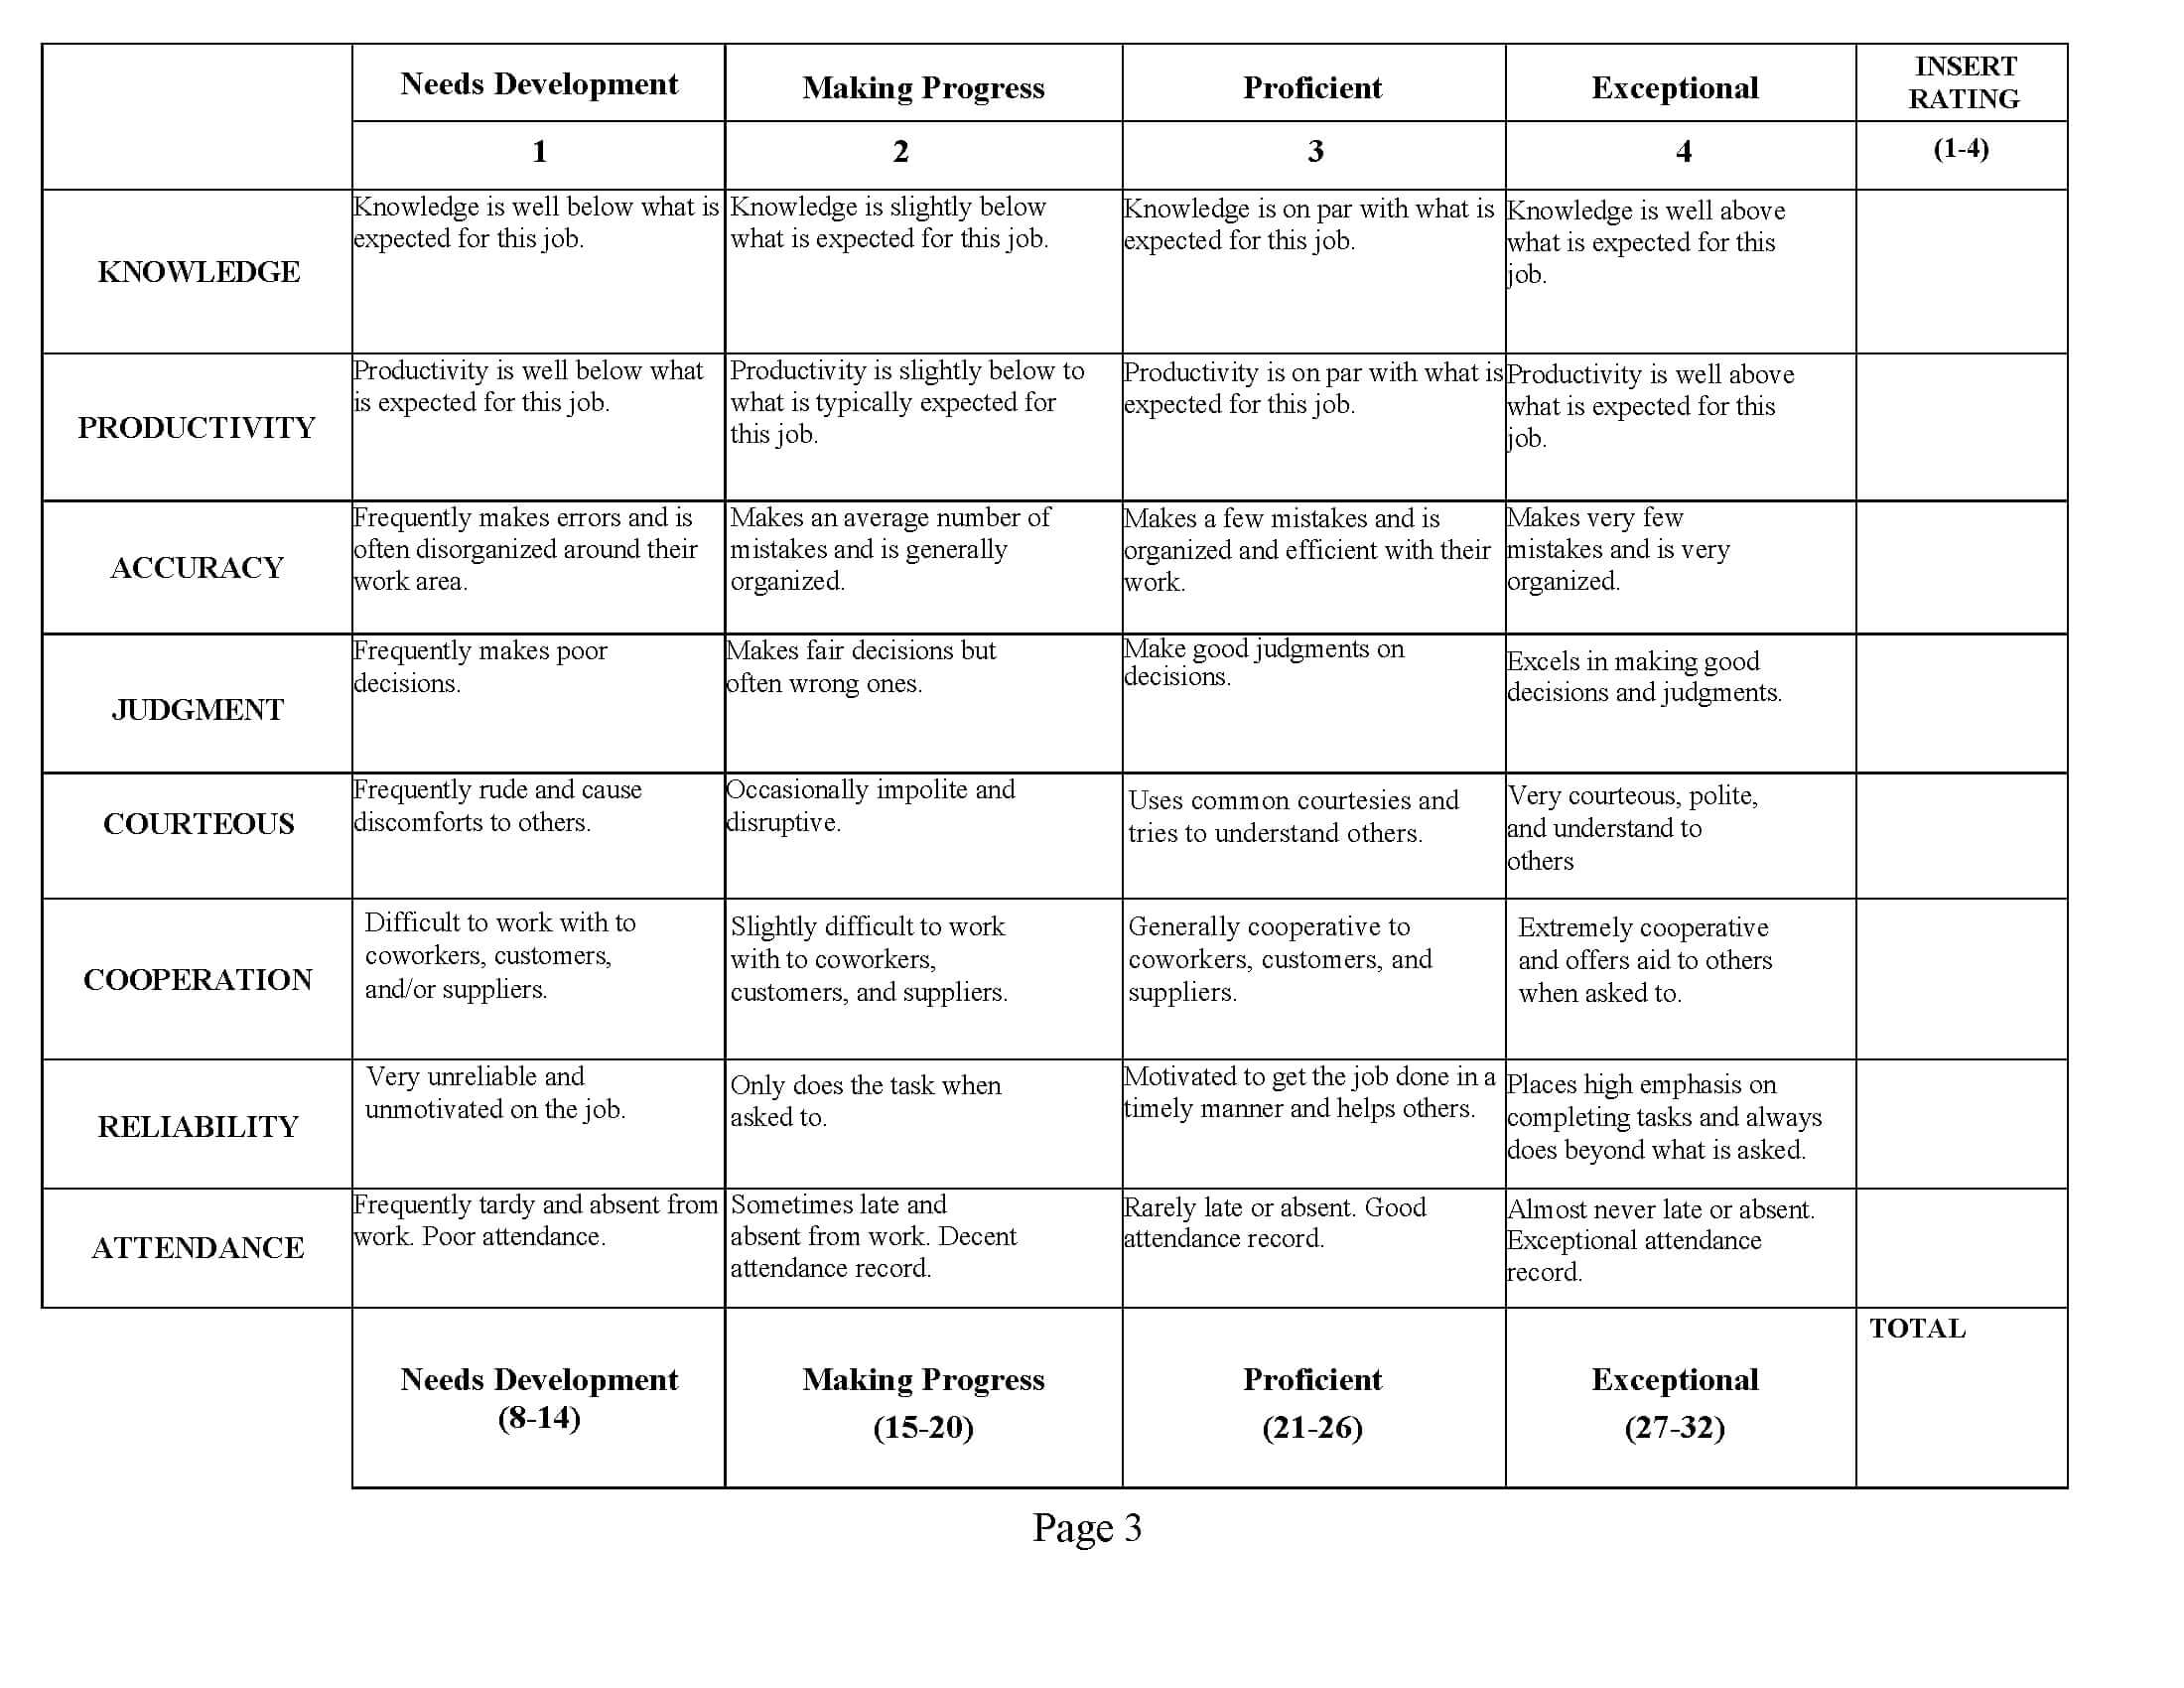 Needs Development
Making Progress
Proficient
Exceptional
INSERT
RATING
1
2
3
4
(1-4)
KNOWLEDGE
Knowledge is well below what is
expected for this job.
Knowledge is slightly below
what is expected for this job.
Knowledge is on par with what is
expected for this job.
Knowledge is well above
what is expected for this
job.
PRODUCTIVITY
Productivity is well below what
is expected for this job.
Productivity is slightly below to
what is typically expected for
this job.
Productivity is on par with what is
expected for this job.
Productivity is well above
what is expected for this
job.
ACCURACY
Frequently makes errors and is
often disorganized around their
work area.
Makes an average number of
mistakes and is generally
organized.
Makes a few mistakes and is
organized and efficient with their
work.
Makes very few
mistakes and is very
organized.
JUDGMENT
Frequently makes poor
decisions.
Makes fair decisions but
often wrong ones.
Make good judgments on
decisions.
Excels in making good
decisions and judgments.
COURTEOUS
Frequently rude and cause
discomforts to others.
Occasionally impolite and
disruptive.
Uses common courtesies and
tries to understand others.
Very courteous, polite,
and understand to
others
COOPERATION
Difficult to work with to
coworkers, customers,
and/or suppliers.
Slightly difficult to work
with to coworkers,
customers, and suppliers.
Generally cooperative to
coworkers, customers, and
suppliers.
Extremely cooperative
and offers aid to others
when asked to.
RELIABILITY
Very unreliable and
unmotivated on the job.
Only does the task when
asked to.
Motivated to get the job done in a
timely manner and helps others.
Places high emphasis on
completing tasks and always
does beyond what is asked.
ATTENDANCE
Frequently tardy and absent from
work. Poor attendance.
Sometimes late and
absent from work. Decent
attendance record.
Rarely late or absent. Good
attendance record.
Almost never late or absent.
Exceptional attendance
record.
Needs Development
(8-14)
Making Progress
(15-20)
Proficient
(21-26)
Exceptional
(27-32)
TOTAL
Page 3